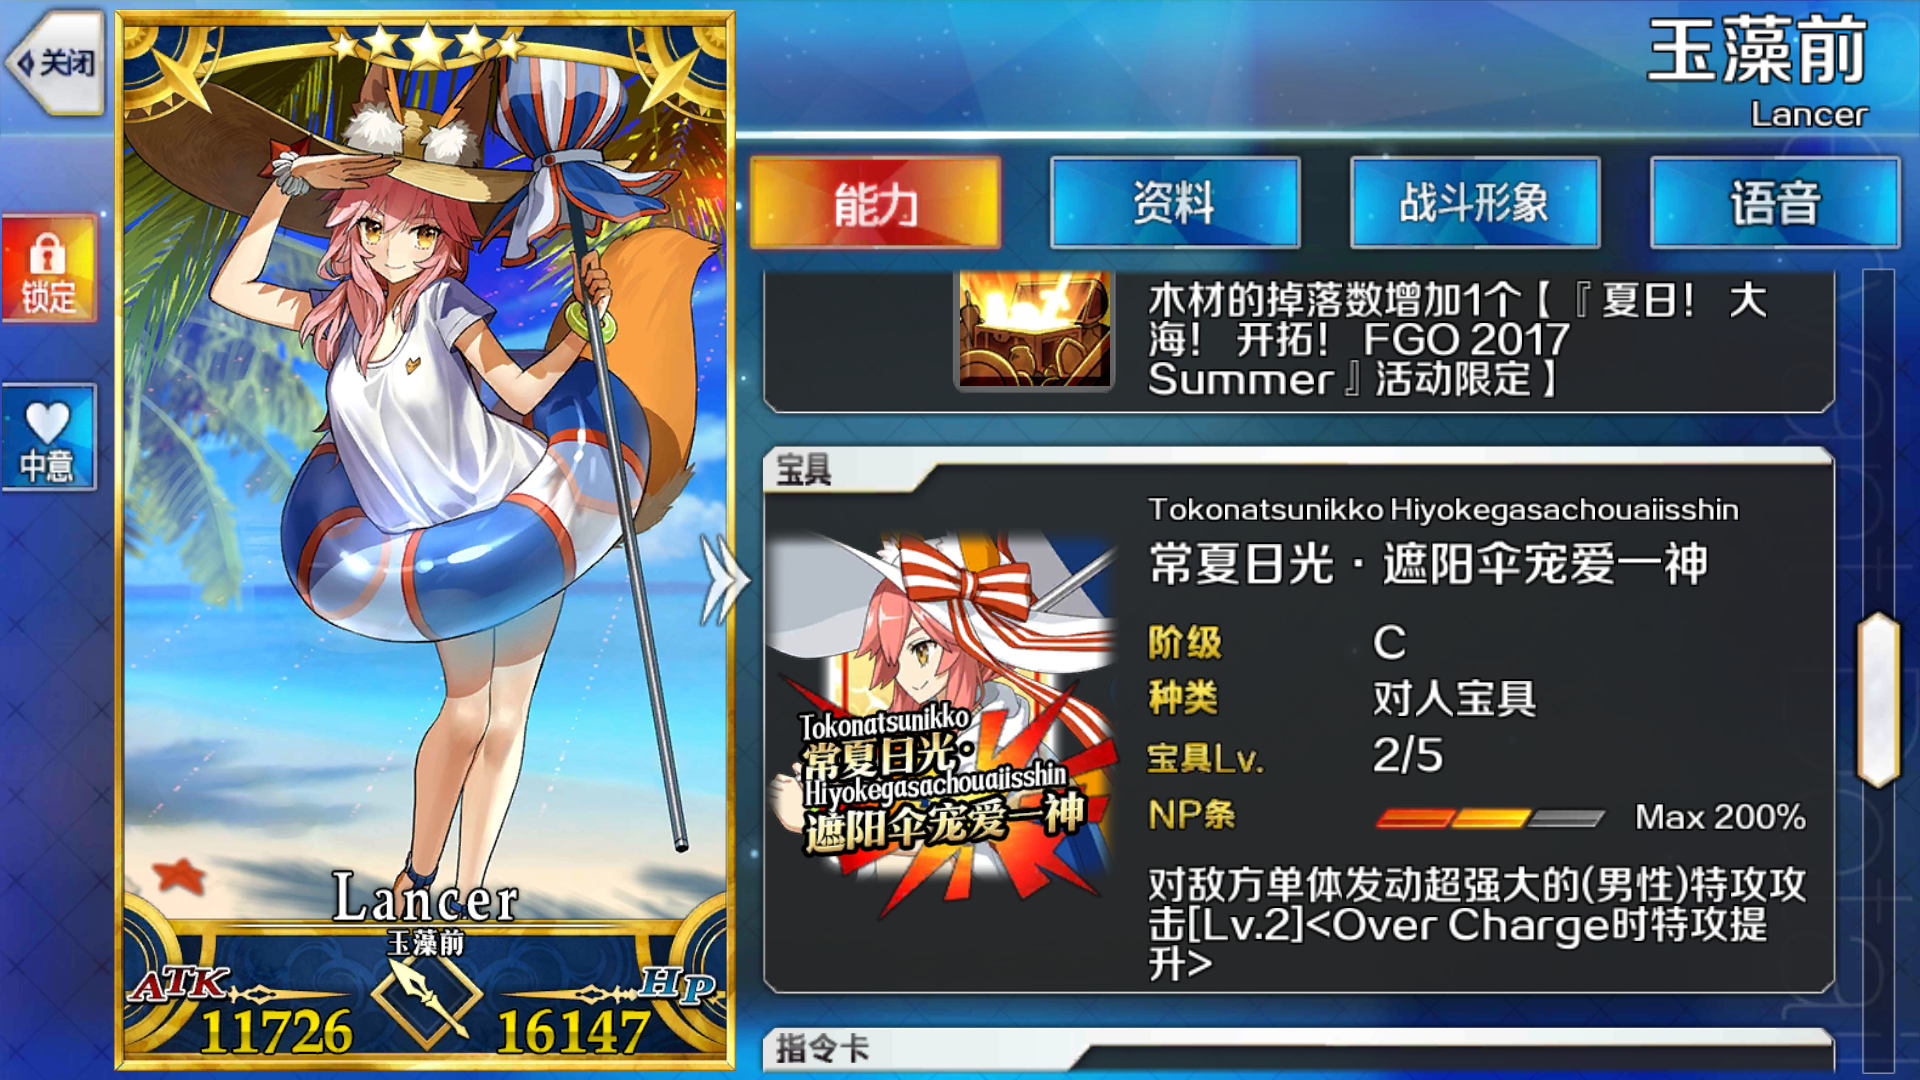 关闭
锁定
中意
Lancer
玉藻前
ATK
11726
HP
16147
玉藻前
Lancer
能力
资料
战斗形象
语音
木材的掉落数增加1个【『夏日！ 大
海！ 开拓！ FGO 2017
Summer』活动限定】
宝具
Tokonatsunikko
常夏日光·
Hiyokegasachouaiisshin
遮阳伞宠爱一神
Tokonatsunikko Hiyokegasachouaiisshin
常夏日光·遮阳伞宠爱一神
阶级 C
种类 对人宝具
宝具Lv. 2/5
NP条 Max 200%
对敌方单体发动超强大的(男性)特攻攻
击[Lv.2]<Over Charge时特攻提
升>
指令卡